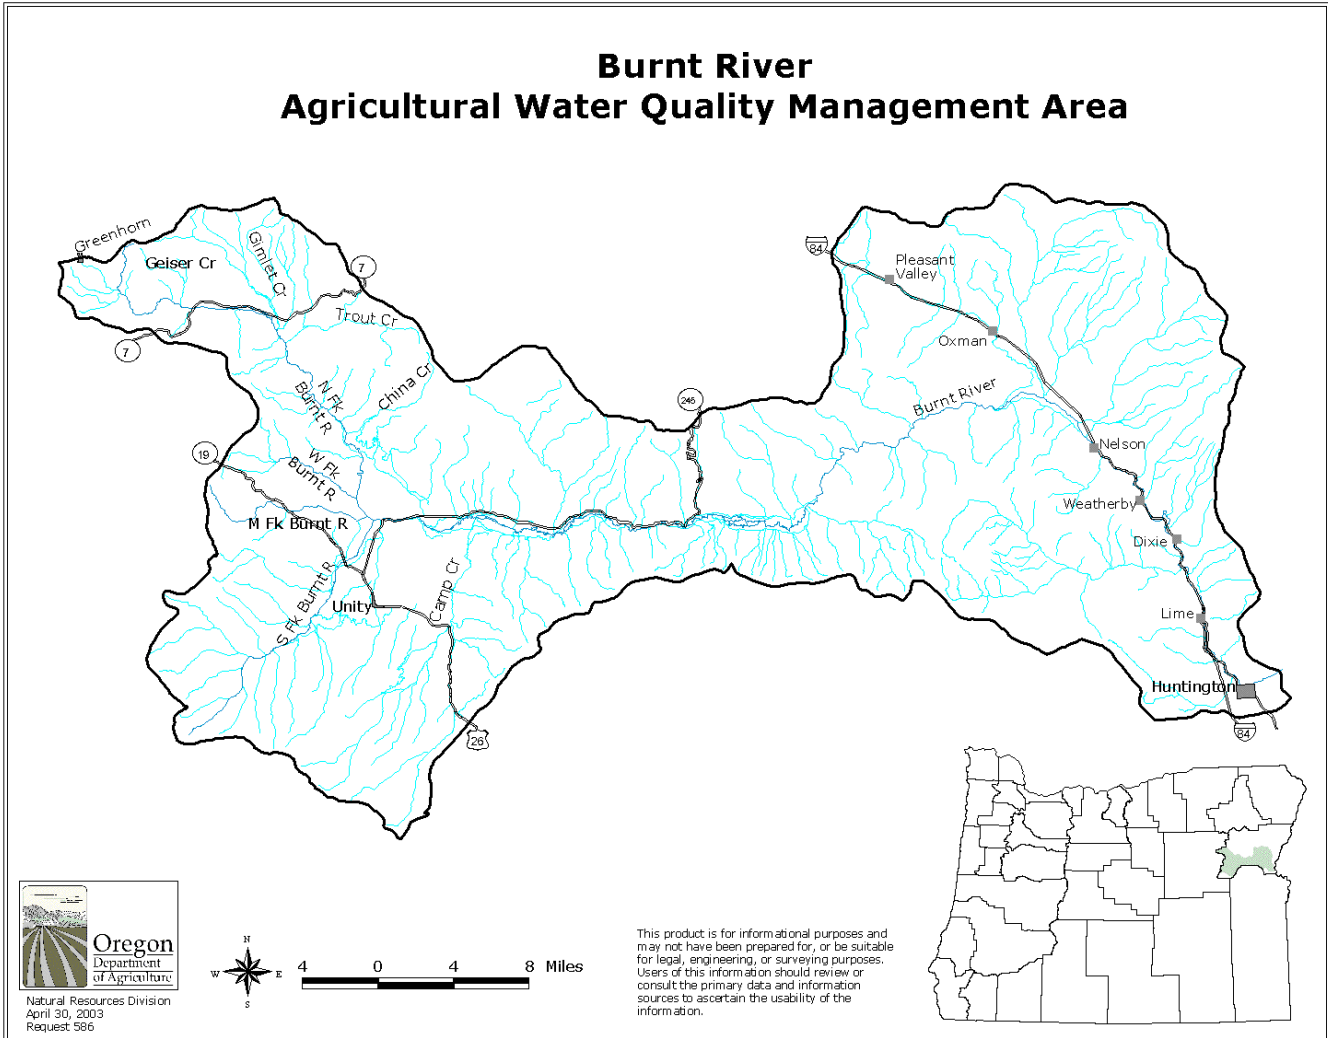 Burnt River
Agricultural Water Quality Management Area
Greenhorn
Geiser Cr
Gimlet Cr
7
Trout Cr
7
84
Pleasant
Valley
Oxman
N Fk
Burnt R
China Cr
245
Burnt River
19
W Fk
Burnt R
Nelson
M Fk Burnt R
Weatherby
Dixie
S Fk Burnt R
Unity
Camp Cr
Lime
Huntington
26
84
Oregon
Department
of Agriculture
Natural Resources Division
April 30, 2003
Request 586
N
W
E
S
4
0
4
8 Miles
This product is for informational purposes and
may not have been prepared for, or be suitable
for legal, engineering, or surveying purposes.
Users of this information should review or
consult the primary data and information
sources to ascertain the usability of the
information.